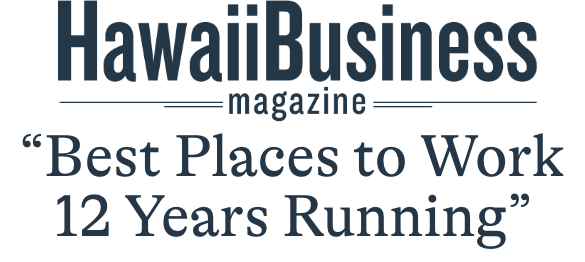 HawaiiBusiness
magazine
“Best Places to Work
12 Years Running”